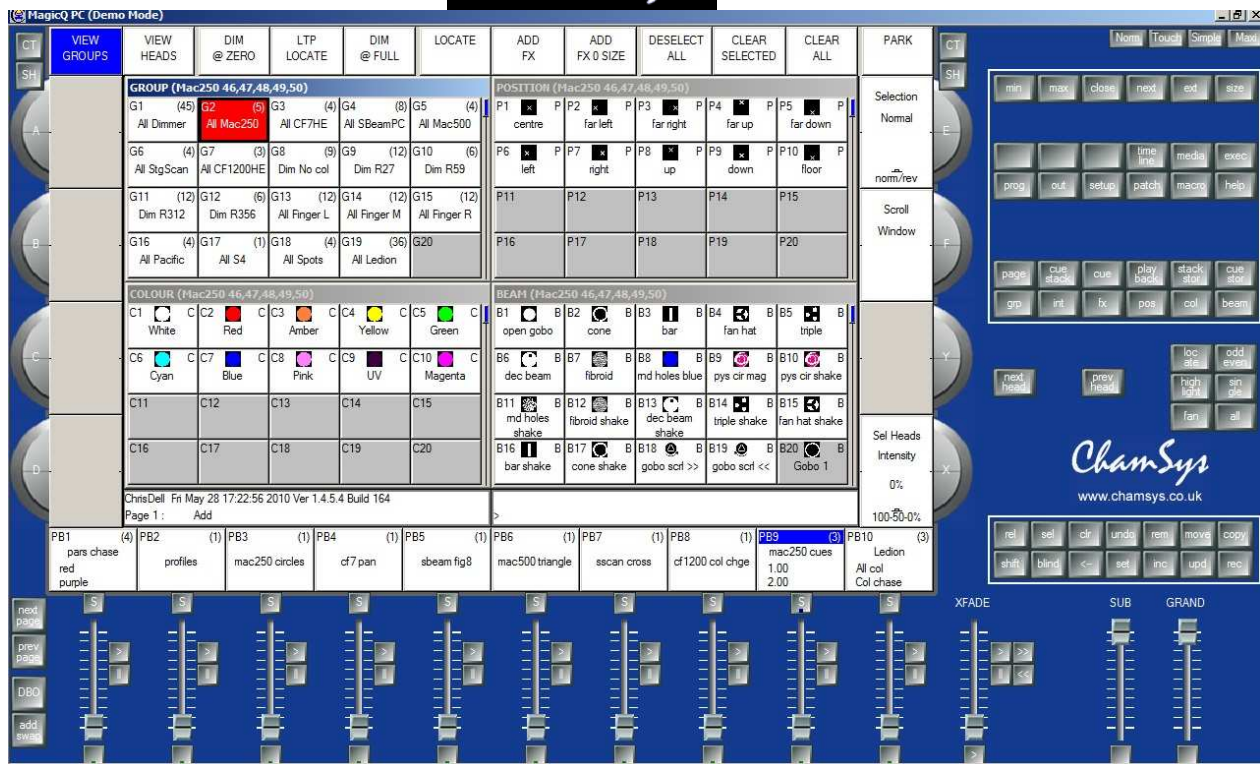 MagicQ PC (Demo Mode)
Norm Touch Simple Maxi
CT
SH
VIEW GROUPS
VIEW HEADS
DIM @ ZERO
LTP LOCATE
DIM @ FULL
LOCATE
ADD FX
ADD FX 0 SIZE
DESELECT ALL
CLEAR SELECTED
CLEAR ALL
PARK
CT
SH
GROUP (Mac250 46,47,48,49,50)
G1 (45) G2 (5) G3 (4) G4 (8) G5 (4)
All Dimmer All Mac250 All CF7HE All SBeamPC All Mac500
G6 (4) G7 (3) G8 (9) G9 (12) G10 (6)
All StgScan All CF1200HE Dim No col Dim R27 Dim R59
G11 (12) G12 (6) G13 (12) G14 (12) G15 (12)
Dim R312 Dim R356 All Finger L All Finger M All Finger R
G16 (4) G17 (1) G18 (4) G19 (36) G20
All Pacific All S4 All Spots All Ledion
POSITION (Mac250 46,47,48,49,50)
P1 P P2 P P3 P P4 P P5 P
centre far left far right far up far down
P6 P P7 P P8 P P9 P P10 P
left right up down floor
P11 P12 P13 P14 P15
P16 P17 P18 P19 P20
COLOUR (Mac250 46,47,48,49,50)
C1 C C2 C C3 C C4 C C5 C
White Red Amber Yellow Green
C6 C C7 C C8 C C9 C C10 C
Cyan Blue Pink UV Magenta
C11 C12 C13 C14 C15
C16 C17 C18 C19 C20
BEAM (Mac250 46,47,48,49,50)
B1 B B2 B B3 B B4 B B5 B
open gobo cone bar fan hat triple
B6 B B7 B B8 B B9 B B10 B
dec beam fibroid md holes blue pys cir mag pys cir shake
B11 B B12 B B13 B B14 B B15 B
md holes shake fibroid shake dec beam shake triple shake fan hat shake
B16 B B17 B B18 B B19 B B20 B
bar shake cone shake gobo scrl >> gobo scrl << Gobo 1
ChrisDell Fri May 28 17:22:56 2010 Ver 1.4.5.4 Build 164
Page 1 : Add
>
Selection
Normal
norm/rev
Scroll
Window
Sel Heads
Intensity
0%
100-50-0%
A
B
C
D
E
F
Y
X
PB1 (4) PB2 (1) PB3 (1) PB4 (1) PB5 (1) PB6 (1) PB7 (1) PB8 (1) PB9 (3) PB10 (3)
pars chase
red
purple
profiles
mac250 circles
cf7 pan
sbeam fig8
mac500 triangle
sscan cross
cf1200 col chge
mac250 cues
1.00
2.00
Ledion
All col
Col chase
min max close next ext size
time line media exec
prog out setup patch macro help
page cue stack cue play back stack stor cue stor
grp int fx pos col beam
loc ate odd even
next head prev head high light sin gle
fan all
ChamSys
www.chamsys.co.uk
rel sel clr undo rem move copy
shift blind <- set inc upd rec
next page
prev page
DBO
add swap
S S S S S S S S S S
XFADE SUB GRAND
> > > > > > > > > > > >>
<<
>